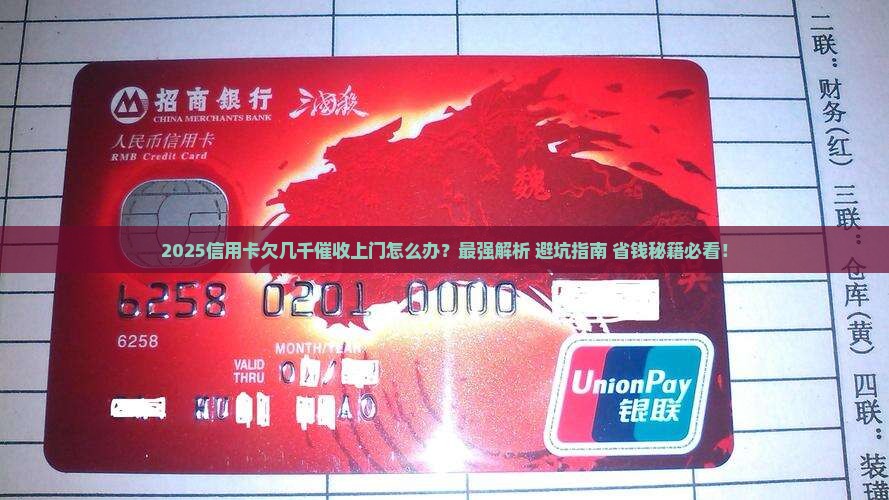 招商银行
CHINA MERCHANTS BANK
三国杀
人民币信用卡
RMB Credit Card
魏
2025信用卡欠几千催收上门怎么办？最强解析 避坑指南 省钱秘籍必看！
6258 0201 0000
6258
MONTH/YEAR
VALID
THRU
UnionPay
银联
二联：财务(红)
三联：仓库(黄)
四联：装璜